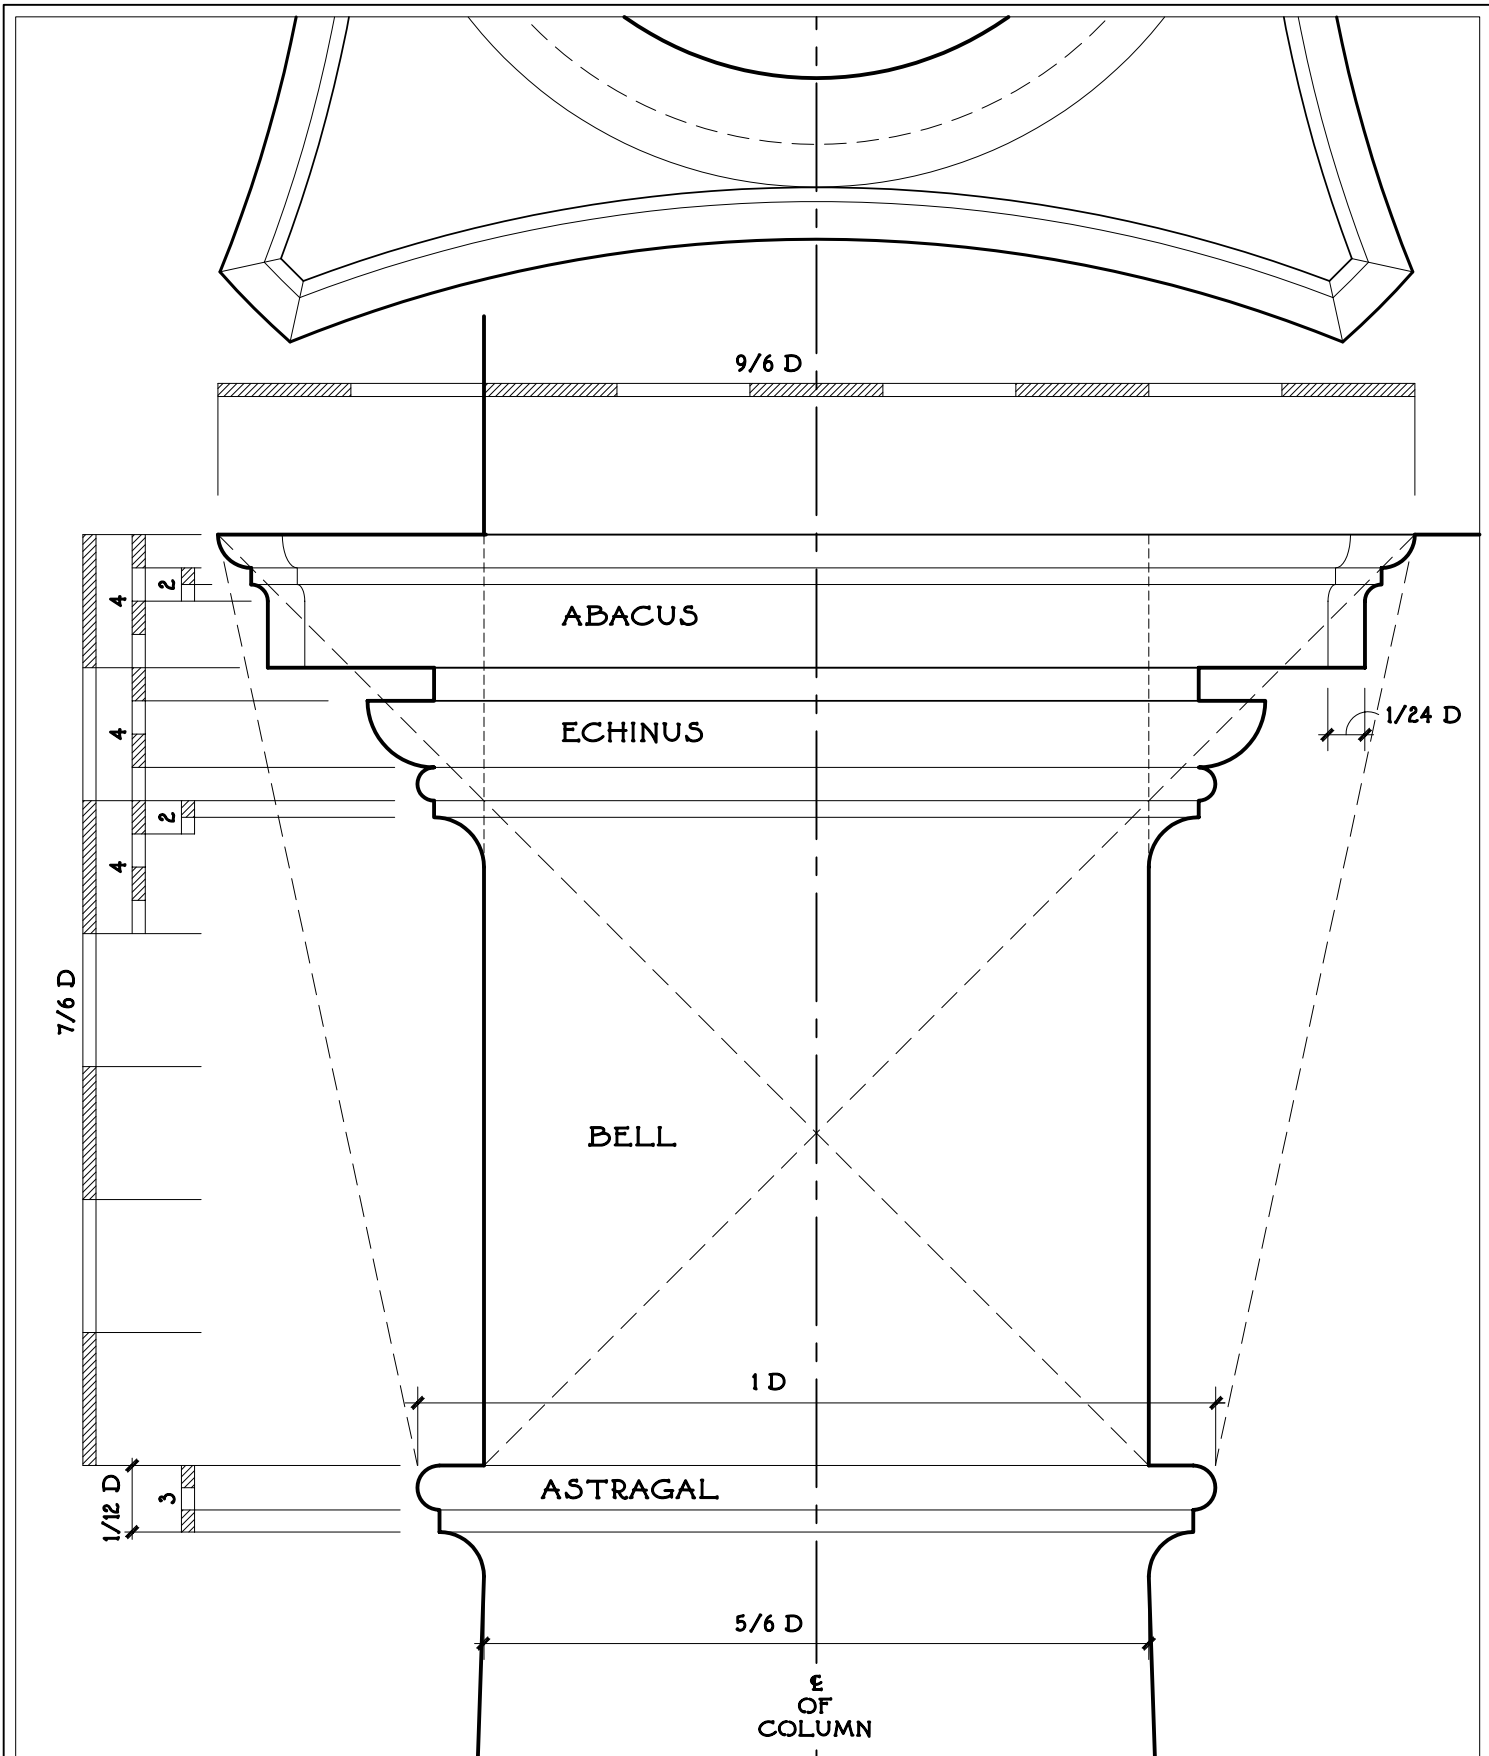 9/6 D
2
4
ABACUS
1/24 D
ECHINUS
4
2
4
7/6 D
BELL
1 D
ASTRAGAL
3
1/12 D
5/6 D
℄
OF
COLUMN